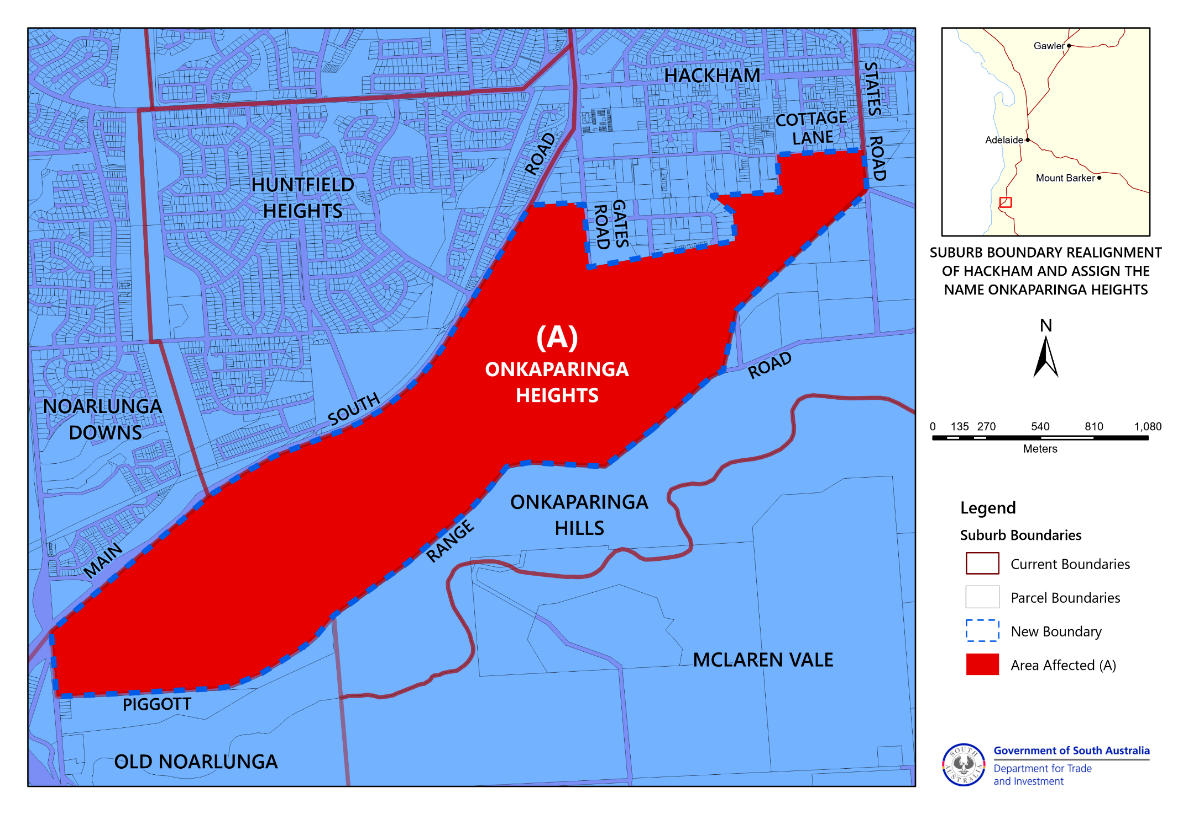 HACKHAM
STATES
ROAD
COTTAGE
LANE
ROAD
HUNTFIELD
HEIGHTS
GATES
ROAD
(A)
ONKAPARINGA
HEIGHTS
ROAD
SOUTH
NOARLUNGA
DOWNS
ONKAPARINGA
HILLS
RANGE
MAIN
MCLAREN VALE
PIGGOTT
OLD NOARLUNGA
Gawler
Adelaide
Mount Barker
SUBURB BOUNDARY REALIGNMENT
OF HACKHAM AND ASSIGN THE
NAME ONKAPARINGA HEIGHTS
N
0 135 270 540 810 1,080
Meters
Legend
Suburb Boundaries
Current Boundaries
Parcel Boundaries
New Boundary
Area Affected (A)
SOUTH
AUSTRALIA
Government of South Australia
Department for Trade
and Investment